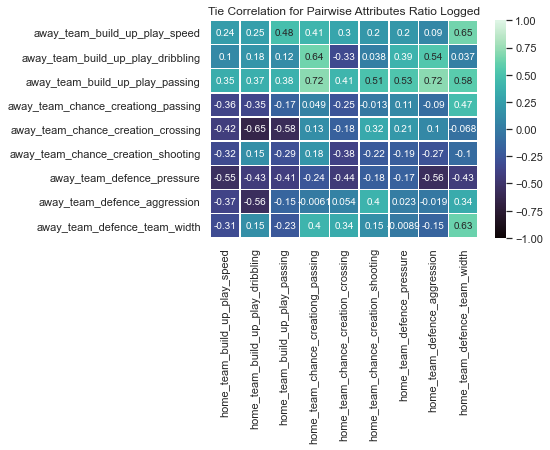 Tie Correlation for Pairwise Attributes Ratio Logged
away_team_build_up_play_speed 0.24 0.25 0.48 0.41 0.3 0.2 0.2 0.09 0.65
away_team_build_up_play_dribbling 0.1 0.18 0.12 0.64 -0.33 0.038 0.39 0.54 0.037
away_team_build_up_play_passing 0.35 0.37 0.38 0.72 0.41 0.51 0.53 0.72 0.58
away_team_chance_creationg_passing -0.36 -0.35 -0.17 0.049 -0.25 -0.013 0.11 -0.09 0.47
away_team_chance_creation_crossing -0.42 -0.65 -0.58 0.13 -0.18 0.32 0.21 0.1 -0.068
away_team_chance_creation_shooting -0.32 0.15 -0.29 0.18 -0.38 -0.22 -0.19 -0.27 -0.1
away_team_defence_pressure -0.55 -0.43 -0.41 -0.24 -0.44 -0.18 -0.17 -0.56 -0.43
away_team_defence_aggression -0.37 -0.56 -0.15 -0.0061 0.054 0.4 0.023 -0.019 0.34
away_team_defence_team_width -0.31 0.15 -0.23 0.4 0.34 0.15 0.0089 -0.15 0.63
home_team_build_up_play_speed
home_team_build_up_play_dribbling
home_team_build_up_play_passing
home_team_chance_creationg_passing
home_team_chance_creation_crossing
home_team_chance_creation_shooting
home_team_defence_pressure
home_team_defence_aggression
home_team_defence_team_width
1.00
0.75
0.50
0.25
0.00
-0.25
-0.50
-0.75
-1.00